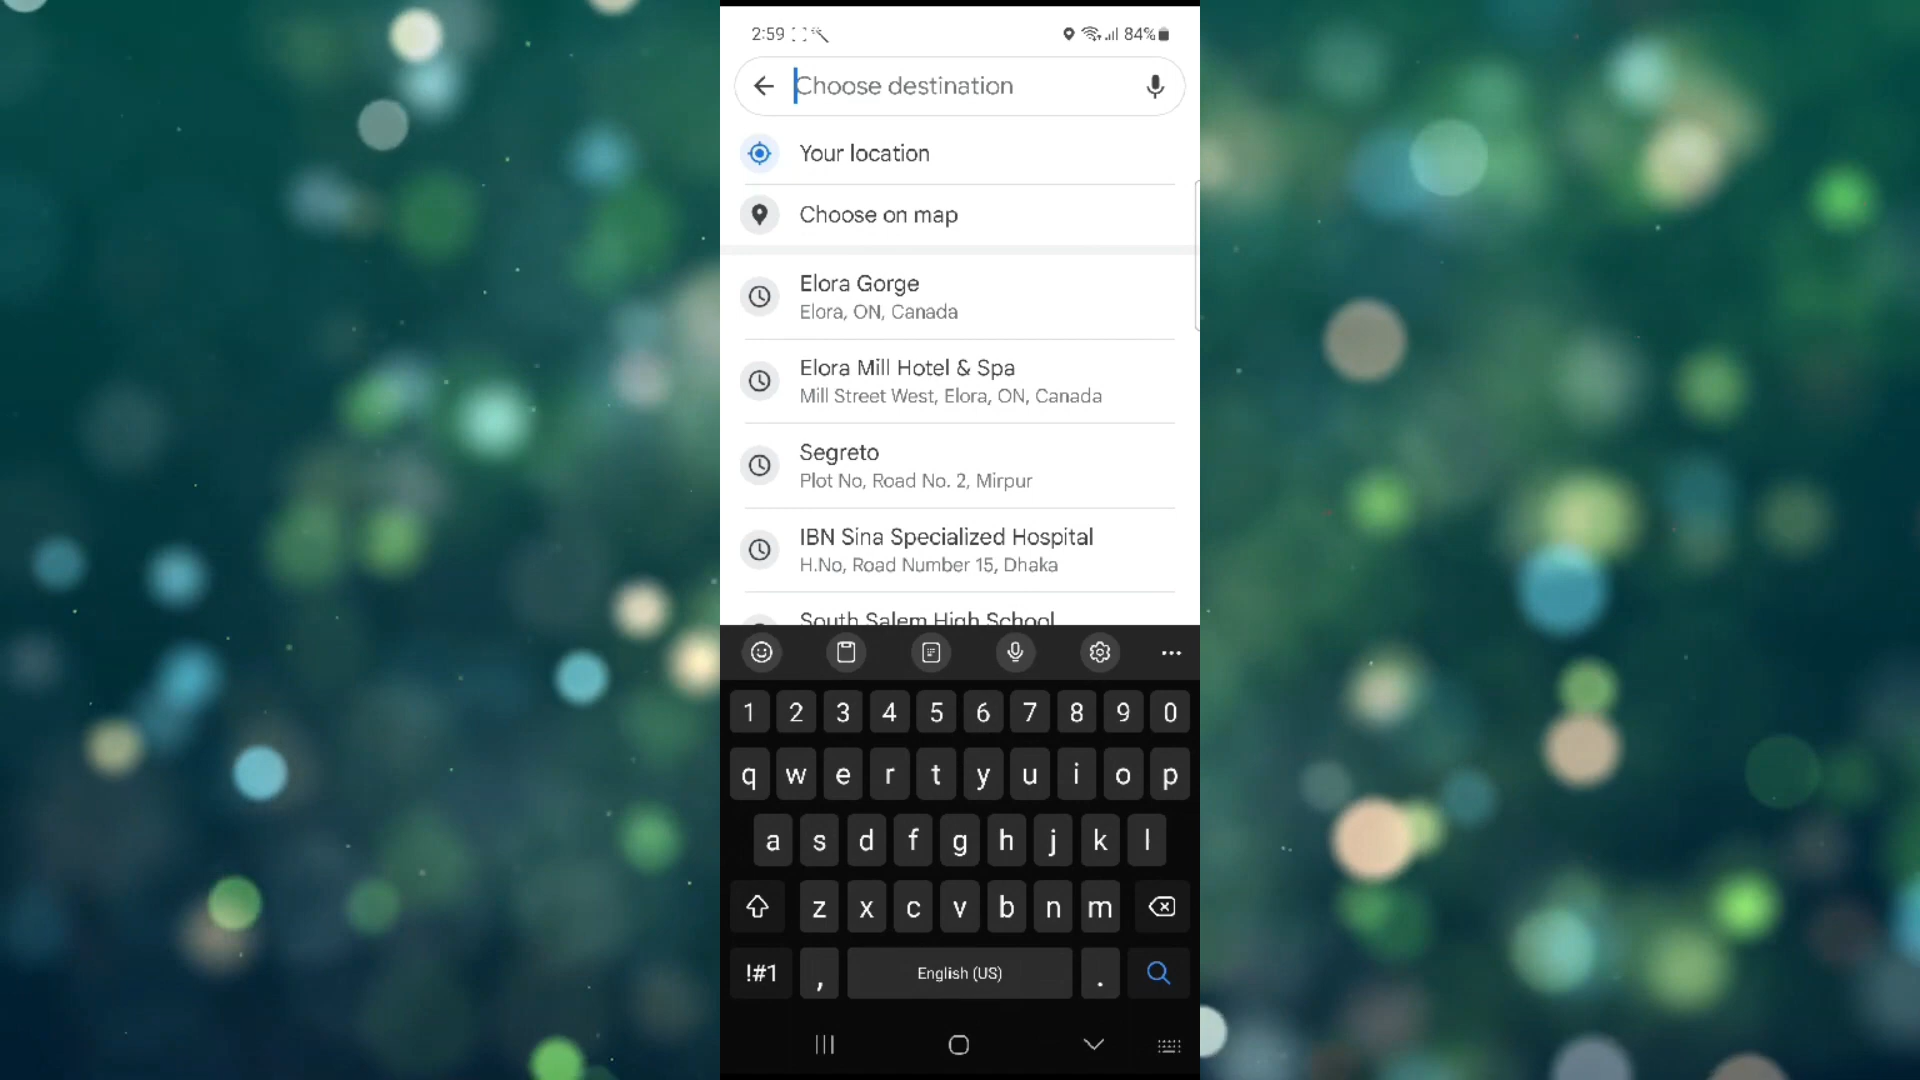 2:59
84%
Choose destination
Your location
Choose on map
Elora Gorge
Elora, ON, Canada
Elora Mill Hotel & Spa
Mill Street West, Elora, ON, Canada
Segreto
Plot No, Road No. 2, Mirpur
IBN Sina Specialized Hospital
H.No, Road Number 15, Dhaka
South Salem High School
1 2 3 4 5 6 7 8 9 0
q w e r t y u i o p
a s d f g h j k l
z x c v b n m
!#1 , English (US) .